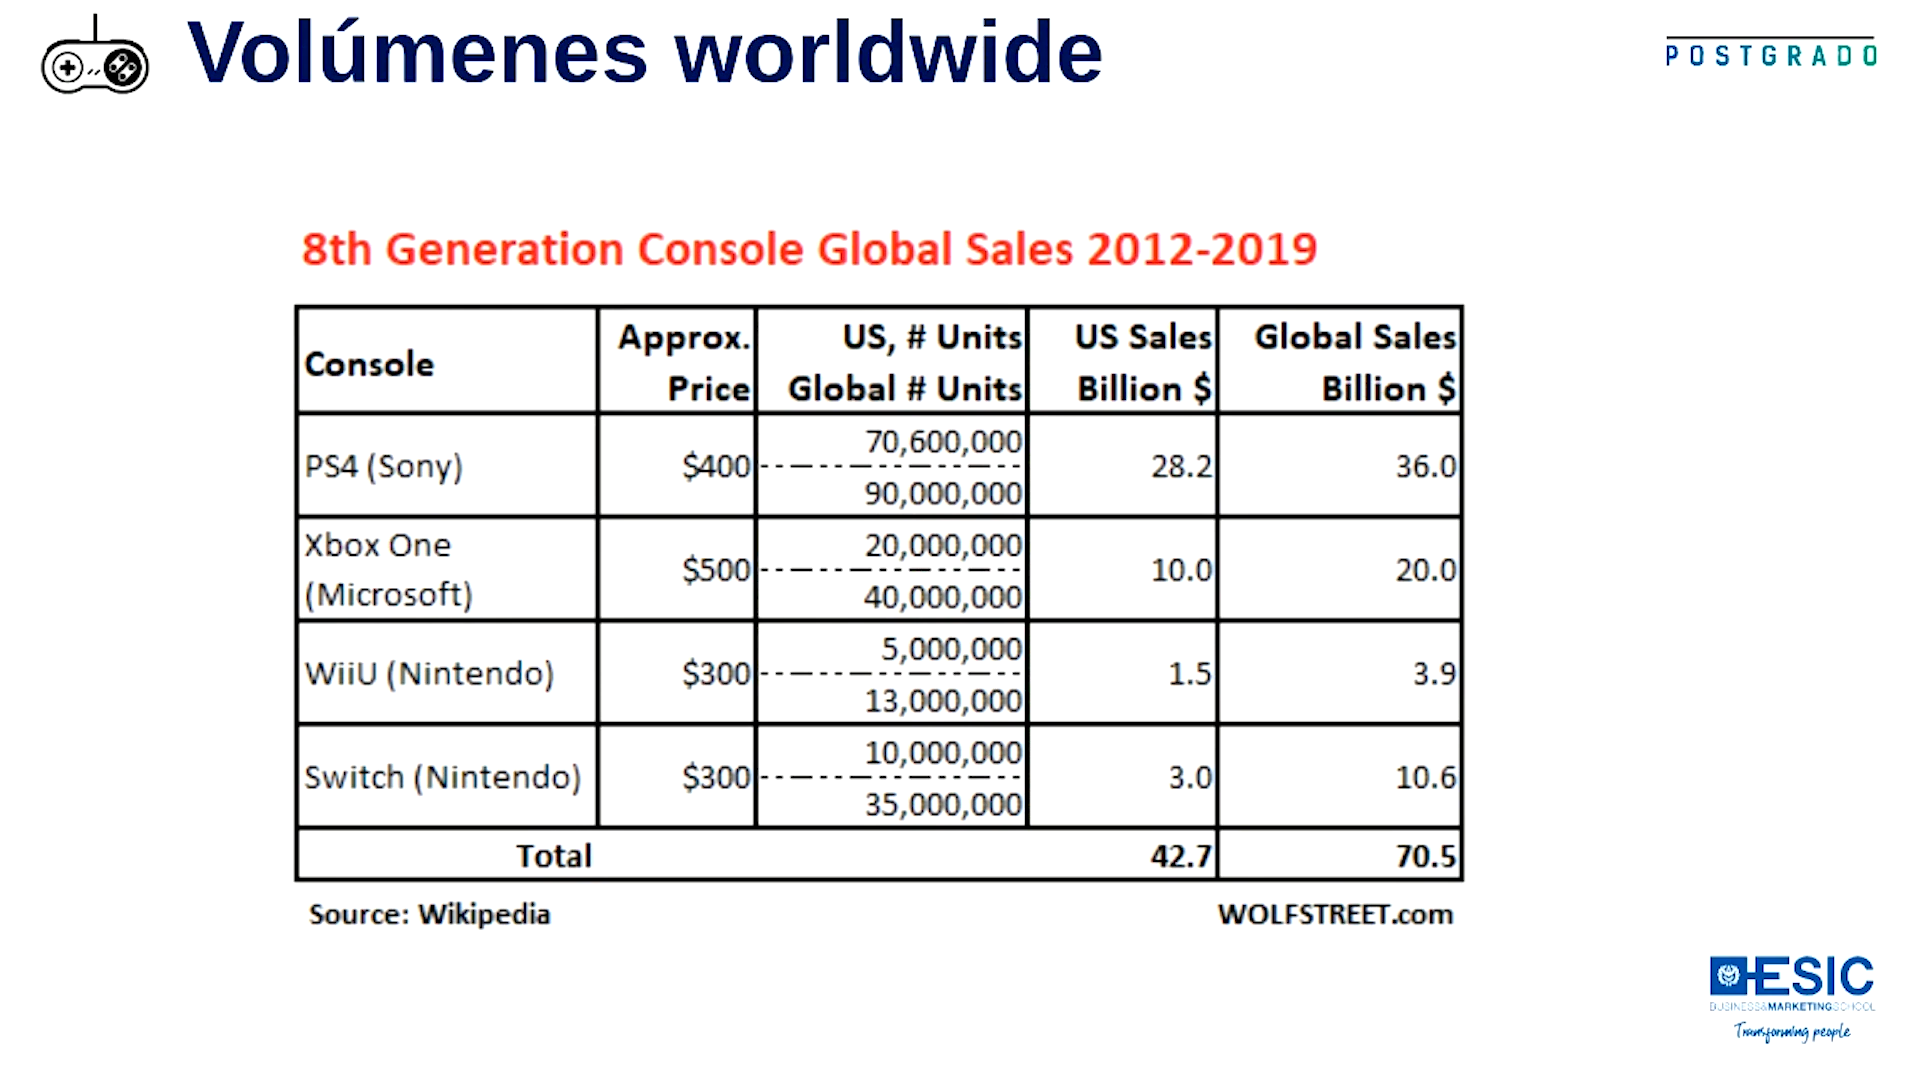 Volúmenes worldwide
POSTGRADO
8th Generation Console Global Sales 2012-2019
Console
Approx. Price
US, # Units
Global # Units
US Sales Billion $
Global Sales Billion $
PS4 (Sony)
$400
70,600,000
90,000,000
28.2
36.0
Xbox One (Microsoft)
$500
20,000,000
40,000,000
10.0
20.0
WiiU (Nintendo)
$300
5,000,000
13,000,000
1.5
3.9
Switch (Nintendo)
$300
10,000,000
35,000,000
3.0
10.6
Total
42.7
70.5
Source: Wikipedia
WOLFSTREET.com
ESIC
BUSINESS&MARKETINGSCHOOL
Transforming people